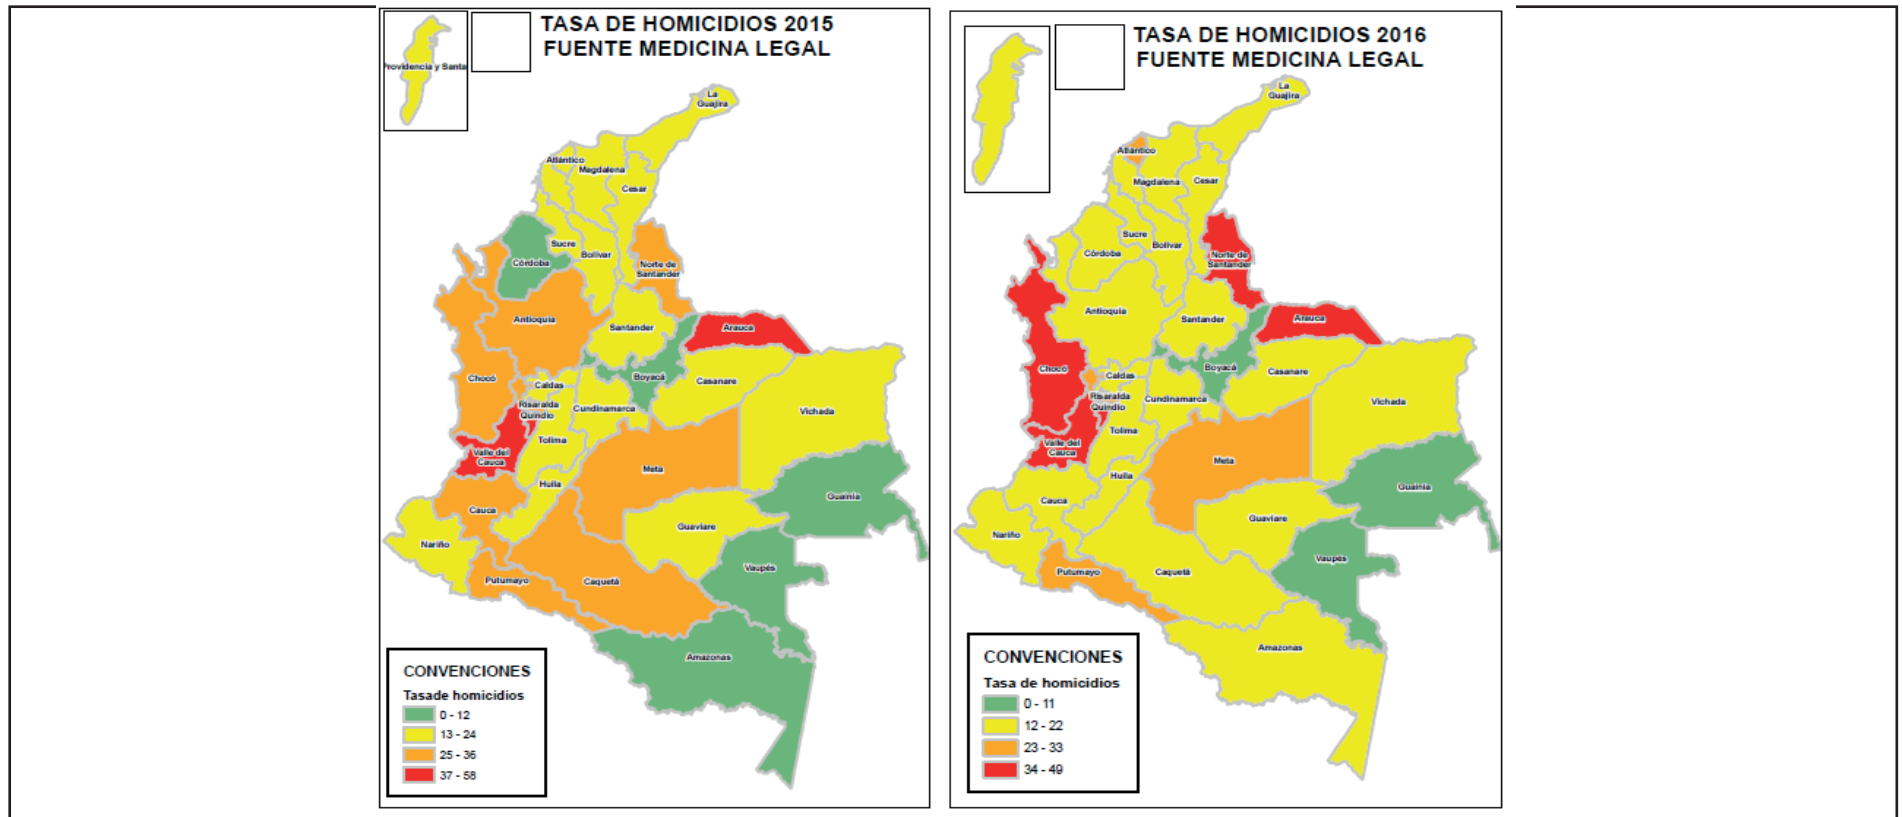 TASA DE HOMICIDIOS 2015
FUENTE MEDICINA LEGAL
Providencia y Santa
La
Guajira
Atlántico
Magdalena
Cesar
Sucre
Bolívar
Córdoba
Norte de
Santander
Antioquia
Santander
Arauca
Chocó
Caldas
Boyacá
Casanare
Risaralda
Quindío
Cundinamarca
Vichada
Tolima
Valle del
Cauca
Meta
Huila
Guainía
Cauca
Guaviare
Nariño
Vaupés
Putumayo
Caquetá
Amazonas
CONVENCIONES
Tasade homicidios
0 - 12
13 - 24
25 - 36
37 - 58
TASA DE HOMICIDIOS 2016
FUENTE MEDICINA LEGAL
La
Guajira
Atlántico
Magdalena
Cesar
Sucre
Bolívar
Córdoba
Norte de
Santander
Antioquia
Santander
Arauca
Chocó
Caldas
Boyacá
Casanare
Risaralda
Quindío
Cundinamarca
Vichada
Tolima
Valle del
Cauca
Meta
Huila
Guainía
Cauca
Guaviare
Nariño
Vaupés
Putumayo
Caquetá
Amazonas
CONVENCIONES
Tasa de homicidios
0 - 11
12 - 22
23 - 33
34 - 49